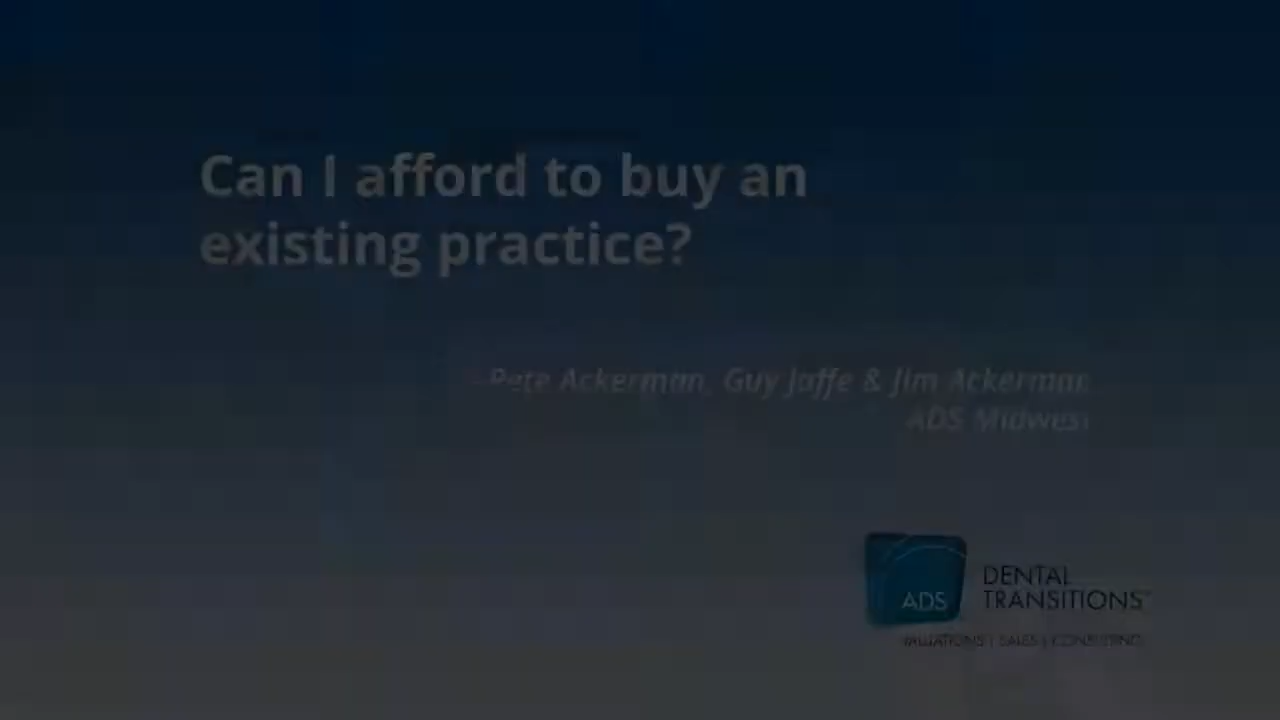 Can I afford to buy an
existing practice?
- Pete Ackerman, Guy Jaffe & Jim Ackerman
ADS Midwest
ADS
DENTAL
TRANSITIONS™
VALUATIONS | SALES | CONSULTING